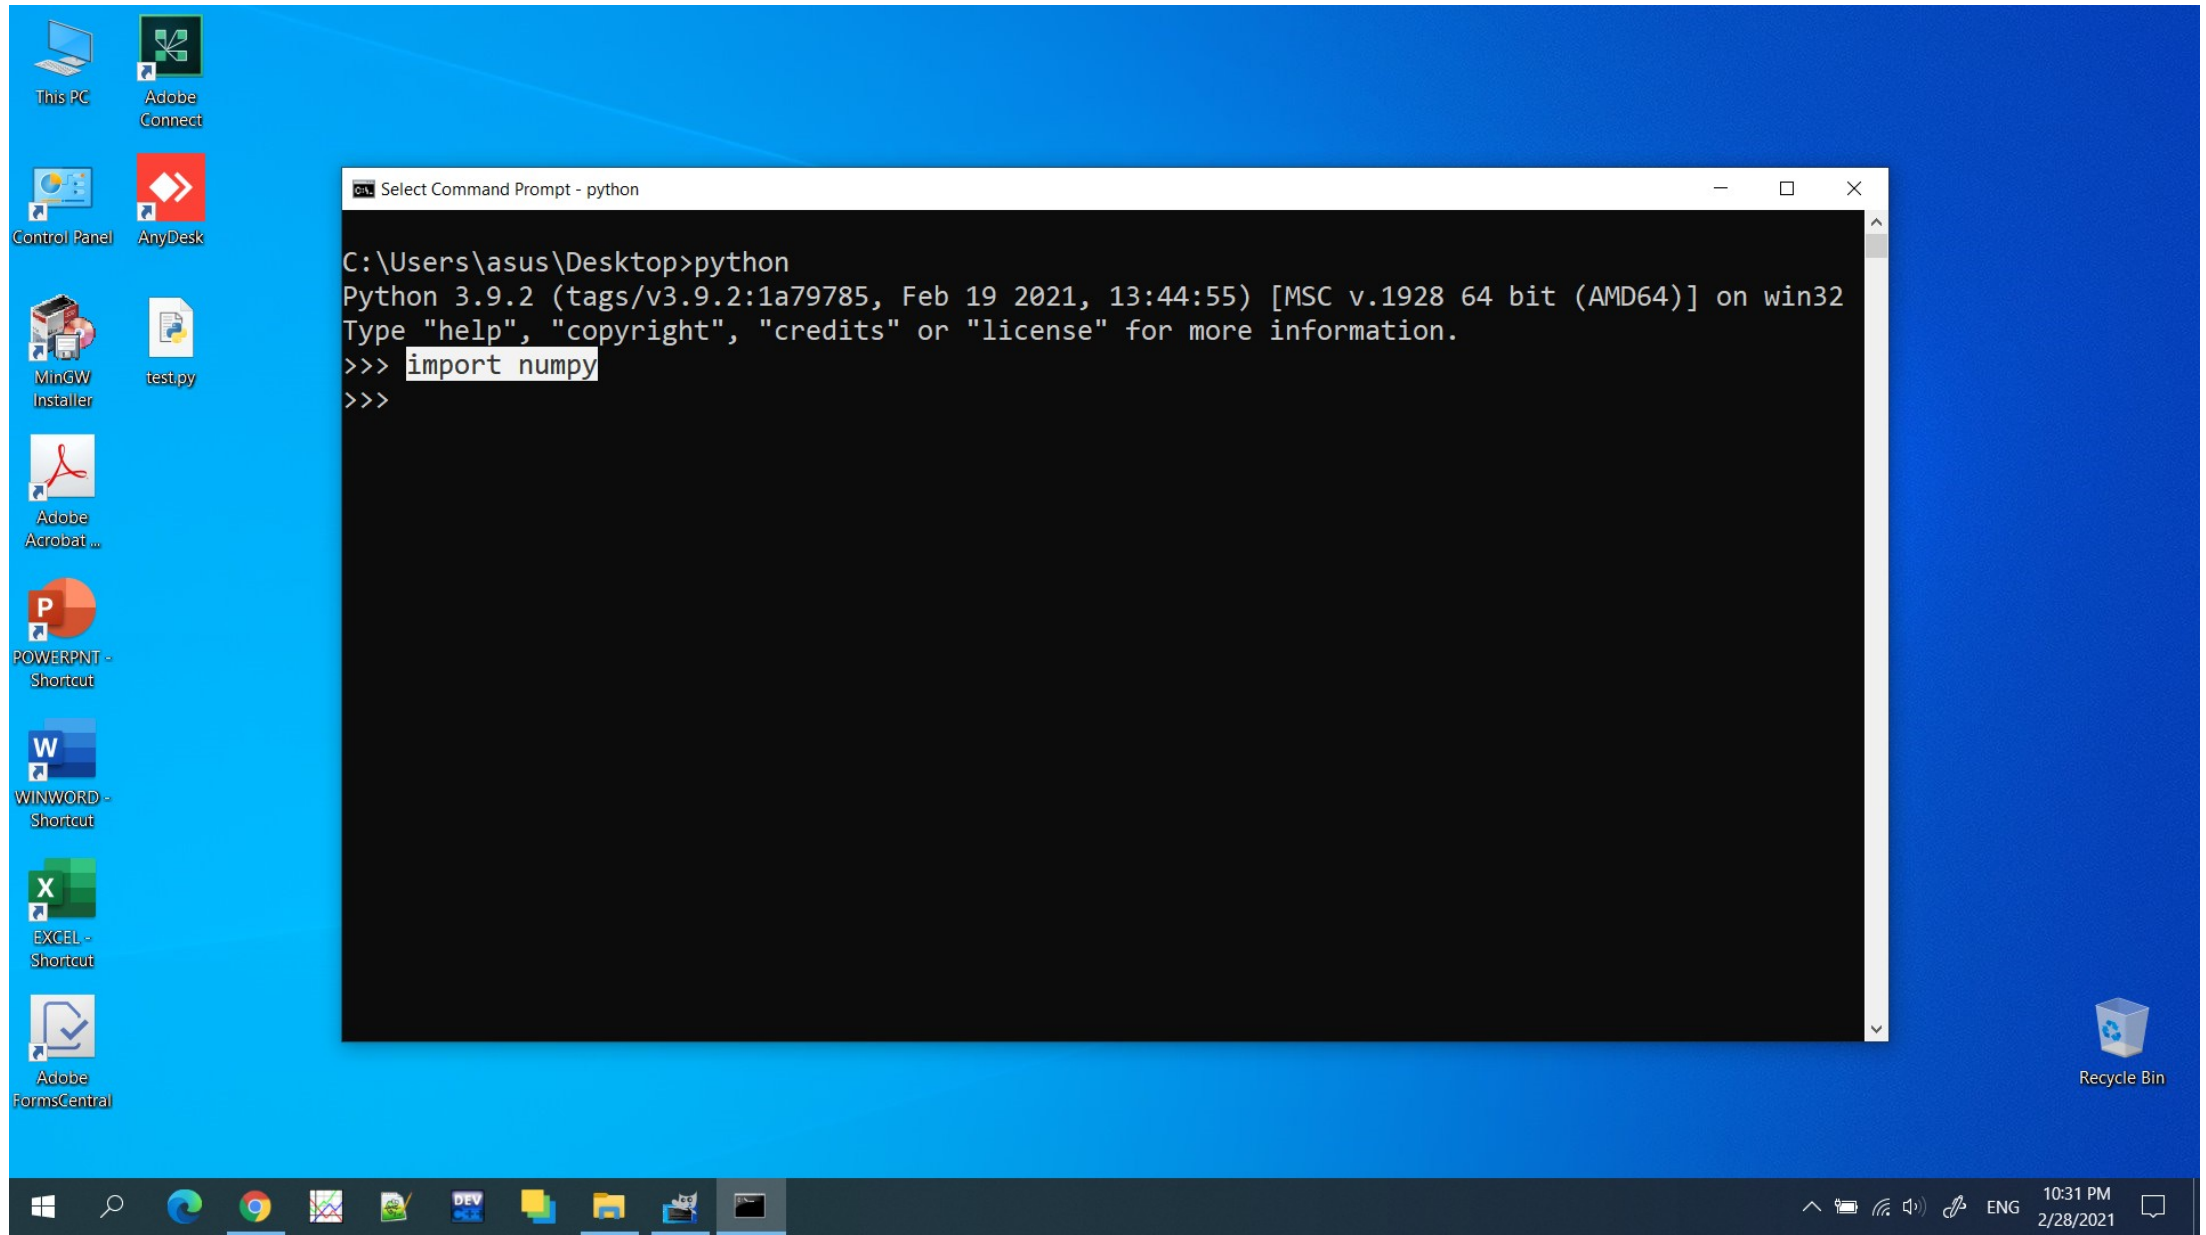 This PC
Adobe
Connect
Control Panel
AnyDesk
MinGW
Installer
test.py
Adobe
Acrobat ...
POWERPNT -
Shortcut
WINWORD -
Shortcut
EXCEL -
Shortcut
Adobe
FormsCentral
Select Command Prompt - python
C:\Users\asus\Desktop>python
Python 3.9.2 (tags/v3.9.2:1a79785, Feb 19 2021, 13:44:55) [MSC v.1928 64 bit (AMD64)] on win32
Type "help", "copyright", "credits" or "license" for more information.
>>> import numpy
>>>
Recycle Bin
DEV
C++
ENG
10:31 PM
2/28/2021